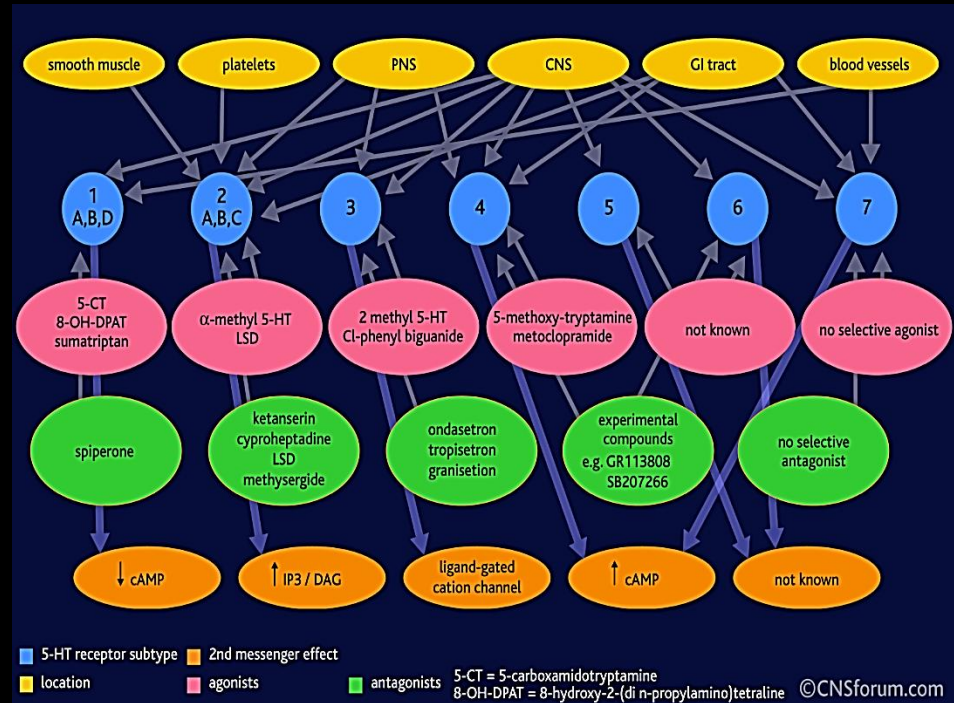 smooth muscle
platelets
PNS
CNS
GI tract
blood vessels
1
A,B,D
2
A,B,C
3
4
5
6
7
5-CT
8-OH-DPAT
sumatriptan
α-methyl 5-HT
LSD
2 methyl 5-HT
Cl-phenyl biguanide
5-methoxy-tryptamine
metoclopramide
not known
no selective agonist
spiperone
ketanserin
cyproheptadine
LSD
methysergide
ondasetron
tropisetron
granisetion
experimental
compounds
e.g. GR113808
SB207266
no selective
antagonist
↓ cAMP
↑ IP3 / DAG
ligand-gated
cation channel
↑ cAMP
not known
5-HT receptor subtype
2nd messenger effect
location
agonists
antagonists
5-CT = 5-carboxamidotryptamine
8-OH-DPAT = 8-hydroxy-2-(di n-propylamino)tetraline
©CNSforum.com